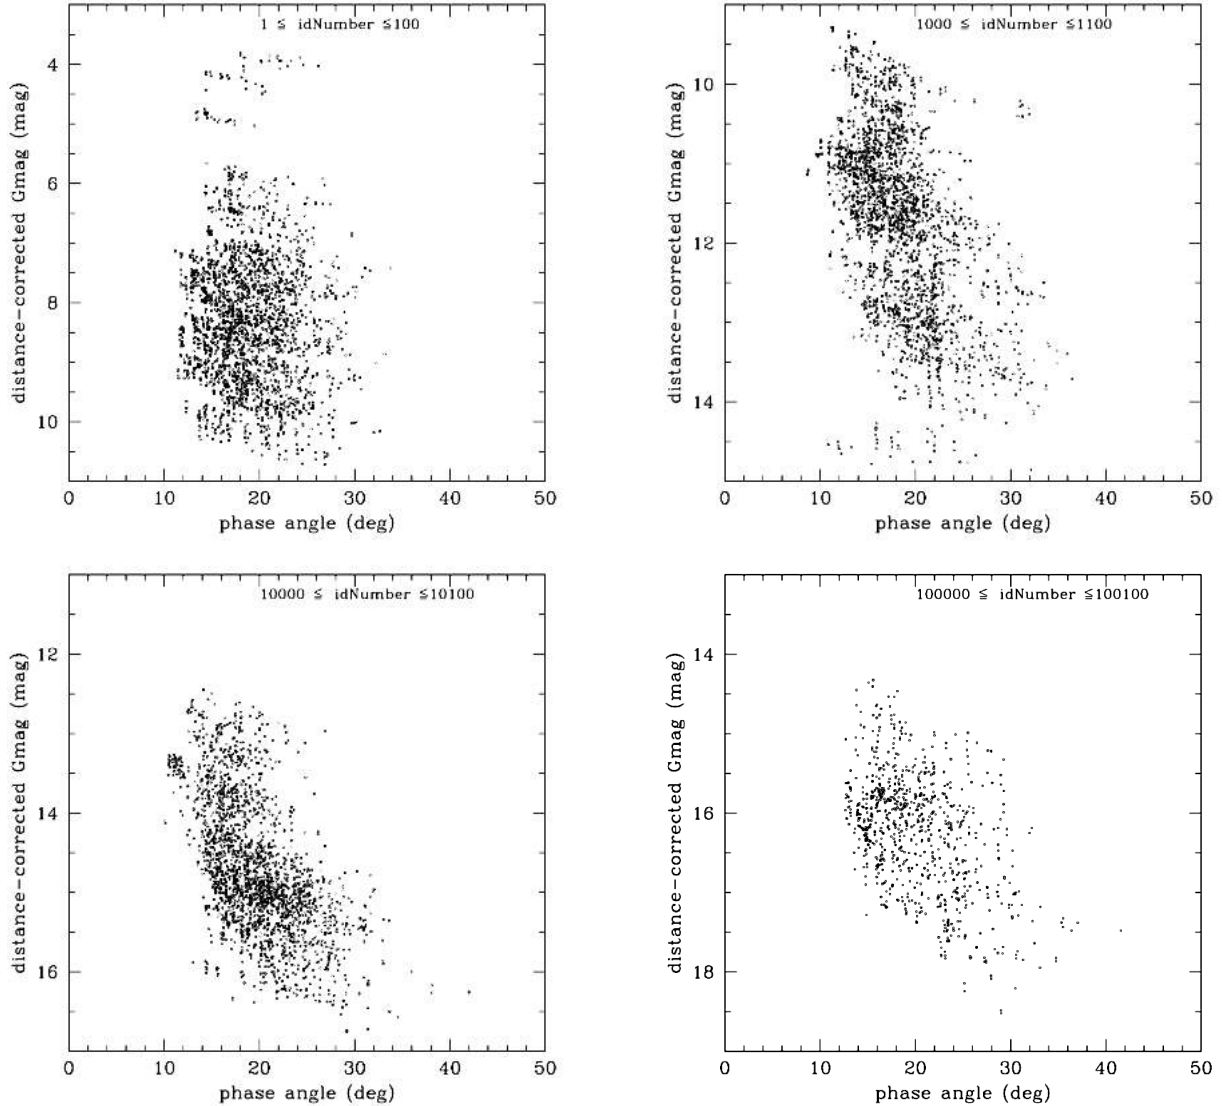 1 ≤ idNumber ≤100
4
6
8
10
distance-corrected Gmag (mag)
0 10 20 30 40 50
phase angle (deg)
1000 ≤ idNumber ≤1100
10
12
14
distance-corrected Gmag (mag)
0 10 20 30 40 50
phase angle (deg)
10000 ≤ idNumber ≤10100
12
14
16
distance-corrected Gmag (mag)
0 10 20 30 40 50
phase angle (deg)
100000 ≤ idNumber ≤100100
14
16
18
distance-corrected Gmag (mag)
0 10 20 30 40 50
phase angle (deg)